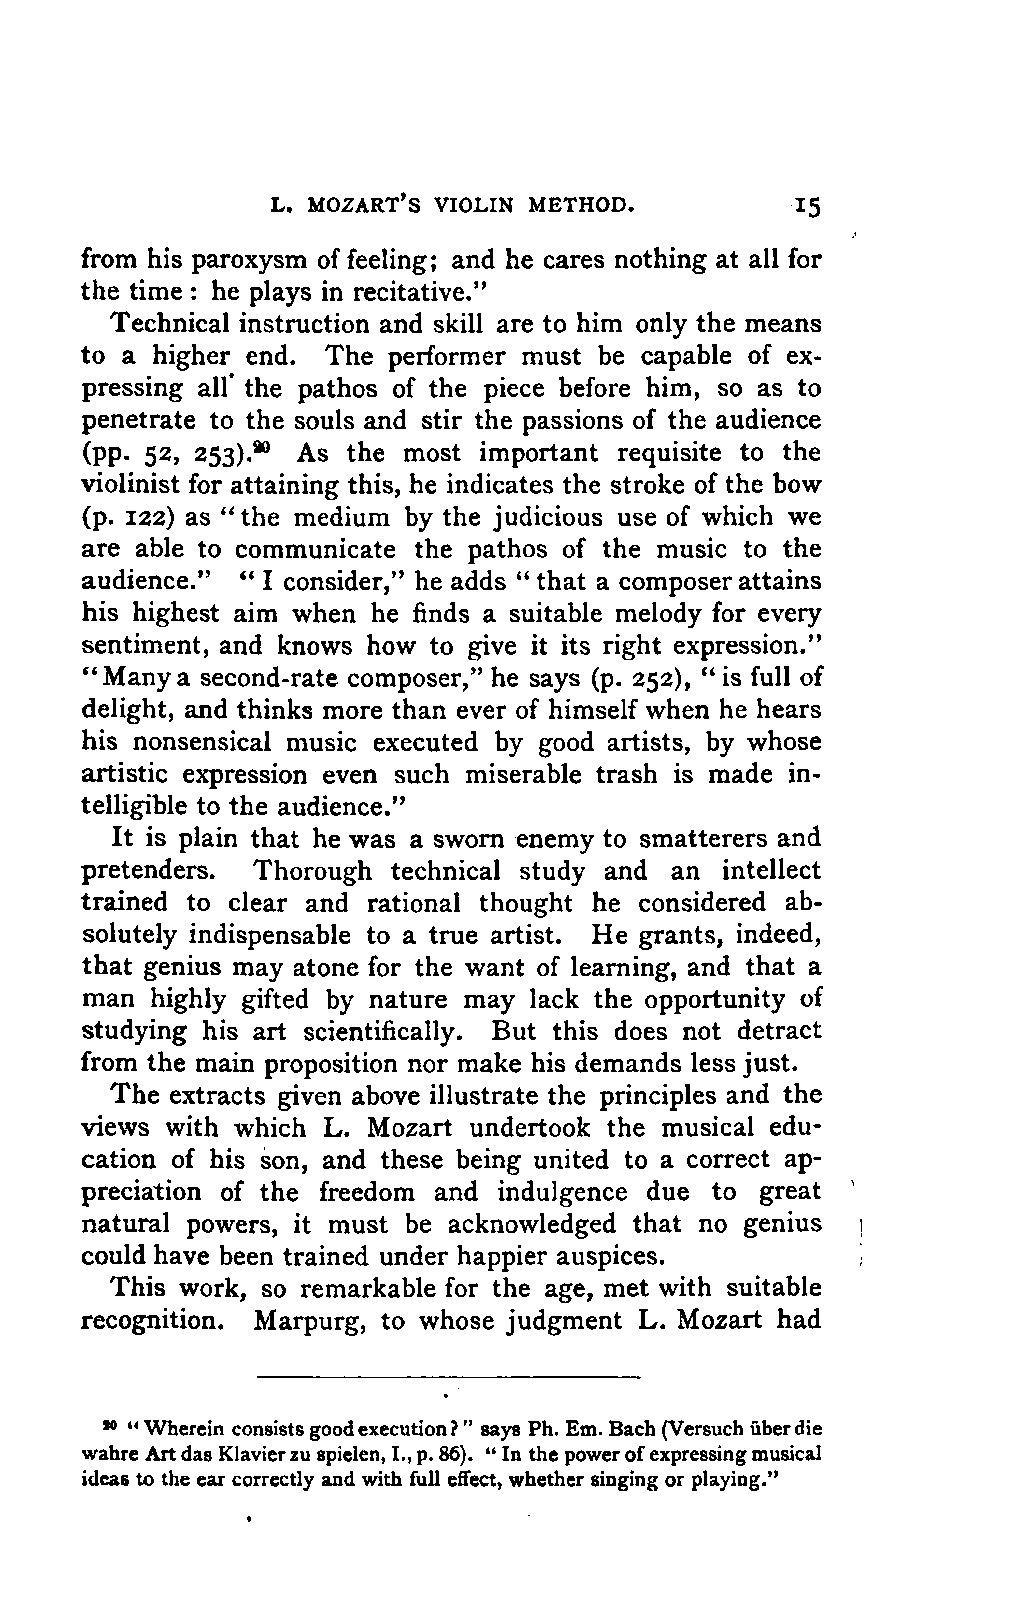 L. MOZART'S VIOLIN METHOD. 15
from his paroxysm of feeling; and he cares nothing at all for
the time : he plays in recitative."
Technical instruction and skill are to him only the means
to a higher end. The performer must be capable of ex-
pressing all the pathos of the piece before him, so as to
penetrate to the souls and stir the passions of the audience
(pp. 52, 253).²⁰ As the most important requisite to the
violinist for attaining this, he indicates the stroke of the bow
(p. 122) as "the medium by the judicious use of which we
are able to communicate the pathos of the music to the
audience." "I consider," he adds "that a composer attains
his highest aim when he finds a suitable melody for every
sentiment, and knows how to give it its right expression."
"Many a second-rate composer," he says (p. 252), "is full of
delight, and thinks more than ever of himself when he hears
his nonsensical music executed by good artists, by whose
artistic expression even such miserable trash is made in-
telligible to the audience."
It is plain that he was a sworn enemy to smatterers and
pretenders. Thorough technical study and an intellect
trained to clear and rational thought he considered ab-
solutely indispensable to a true artist. He grants, indeed,
that genius may atone for the want of learning, and that a
man highly gifted by nature may lack the opportunity of
studying his art scientifically. But this does not detract
from the main proposition nor make his demands less just.
The extracts given above illustrate the principles and the
views with which L. Mozart undertook the musical edu-
cation of his son, and these being united to a correct ap-
preciation of the freedom and indulgence due to great
natural powers, it must be acknowledged that no genius
could have been trained under happier auspices.
This work, so remarkable for the age, met with suitable
recognition. Marpurg, to whose judgment L. Mozart had
²⁰ "Wherein consists good execution?" says Ph. Em. Bach (Versuch über die
wahre Art das Klavier zu spielen, I., p. 86). "In the power of expressing musical
ideas to the ear correctly and with full effect, whether singing or playing."